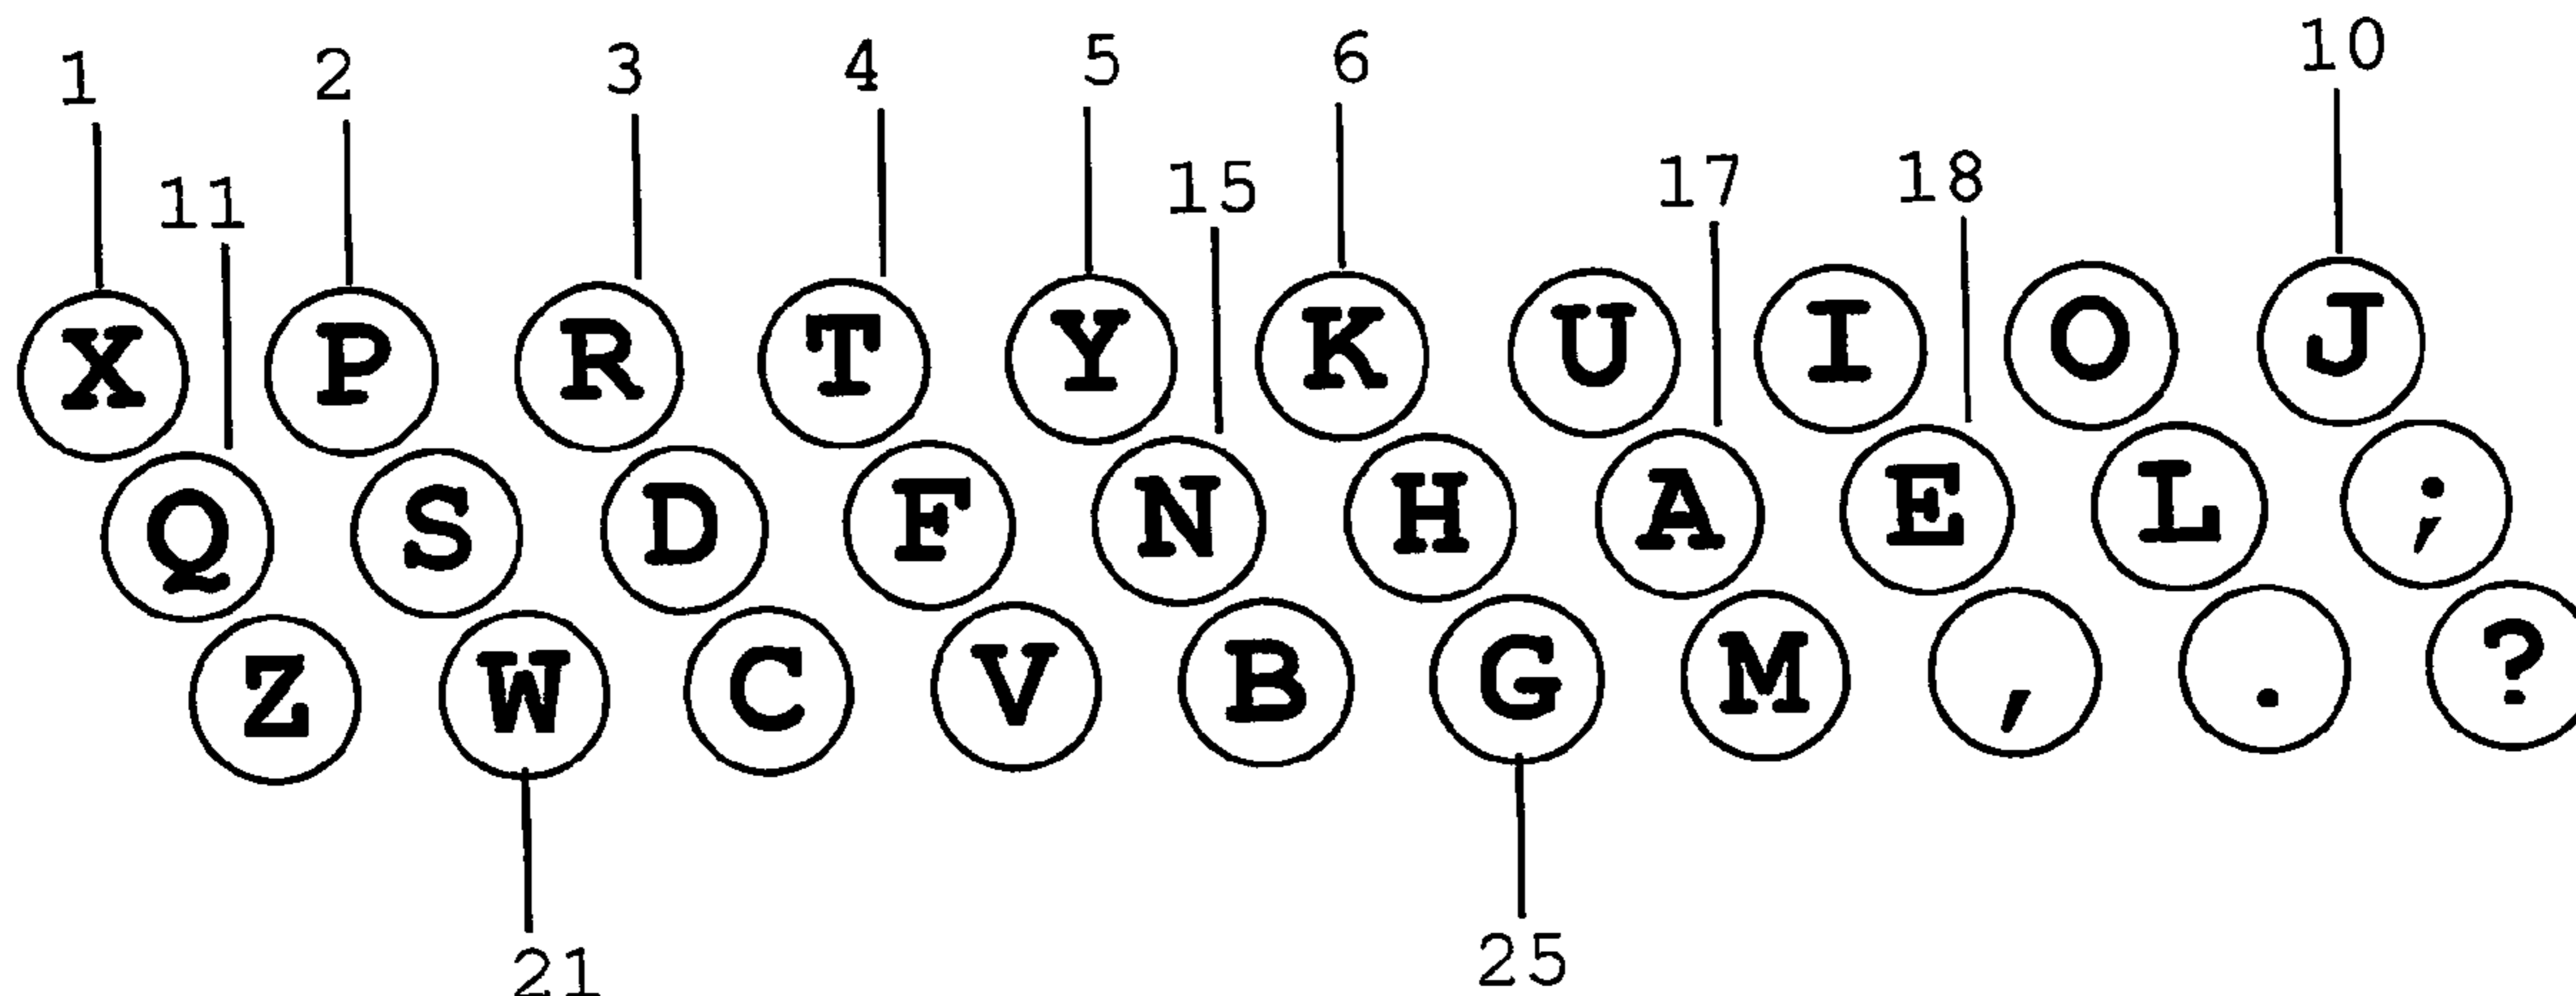 1 2 3 4 5 6 10
11 15 17 18
X P R T Y K U I O J
Q S D F N H A E L ;
Z W C V B G M , . ?
21 25